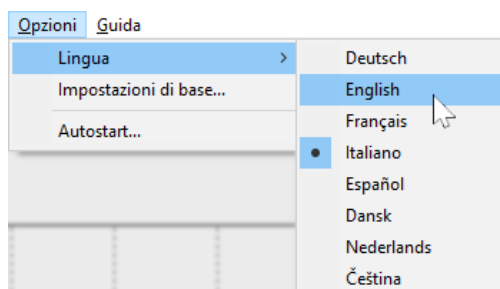 Opzioni Guida
Lingua
Impostazioni di base...
Autostart...
Deutsch
English
Français
Italiano
Español
Dansk
Nederlands
Čeština